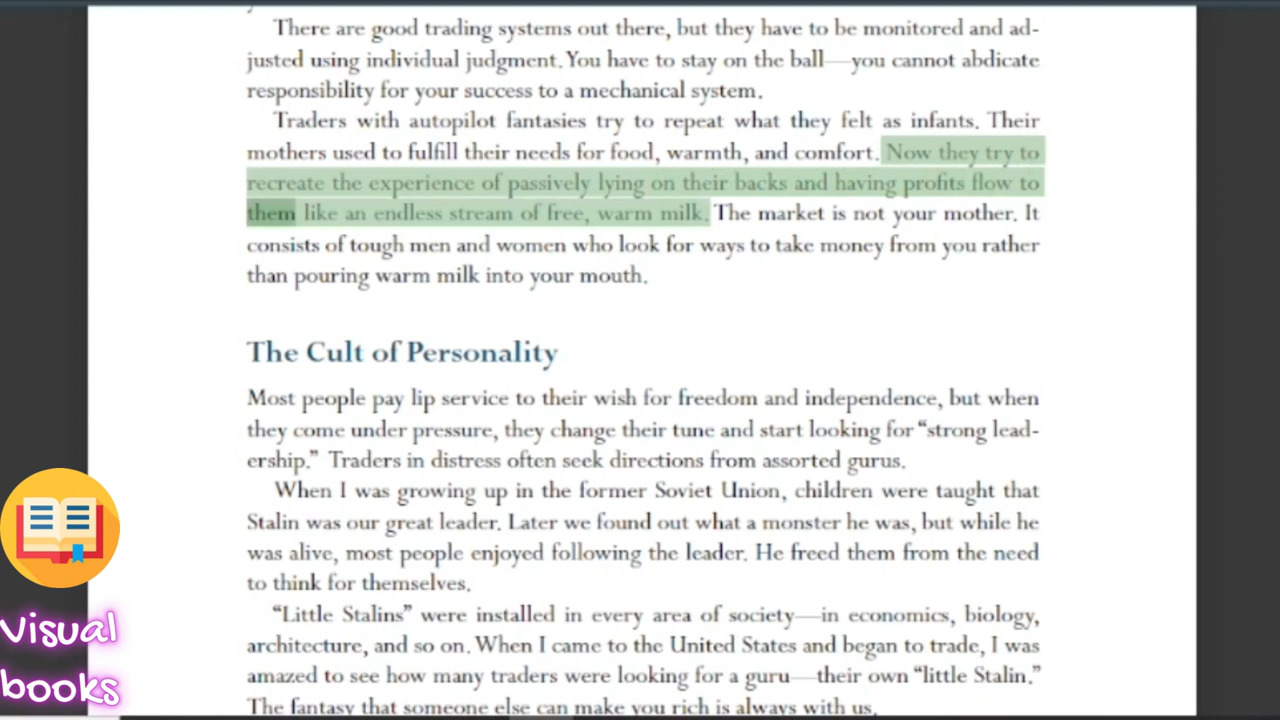 There are good trading systems out there, but they have to be monitored and ad-
justed using individual judgment. You have to stay on the ball—you cannot abdicate
responsibility for your success to a mechanical system.
Traders with autopilot fantasies try to repeat what they felt as infants. Their
mothers used to fulfill their needs for food, warmth, and comfort. Now they try to
recreate the experience of passively lying on their backs and having profits flow to
them like an endless stream of free, warm milk. The market is not your mother. It
consists of tough men and women who look for ways to take money from you rather
than pouring warm milk into your mouth.
The Cult of Personality
Most people pay lip service to their wish for freedom and independence, but when
they come under pressure, they change their tune and start looking for “strong lead-
ership.” Traders in distress often seek directions from assorted gurus.
When I was growing up in the former Soviet Union, children were taught that
Stalin was our great leader. Later we found out what a monster he was, but while he
was alive, most people enjoyed following the leader. He freed them from the need
to think for themselves.
“Little Stalins” were installed in every area of society—in economics, biology,
architecture, and so on. When I came to the United States and began to trade, I was
amazed to see how many traders were looking for a guru—their own “little Stalin.”
The fantasy that someone else can make you rich is always with us.
Visual
books